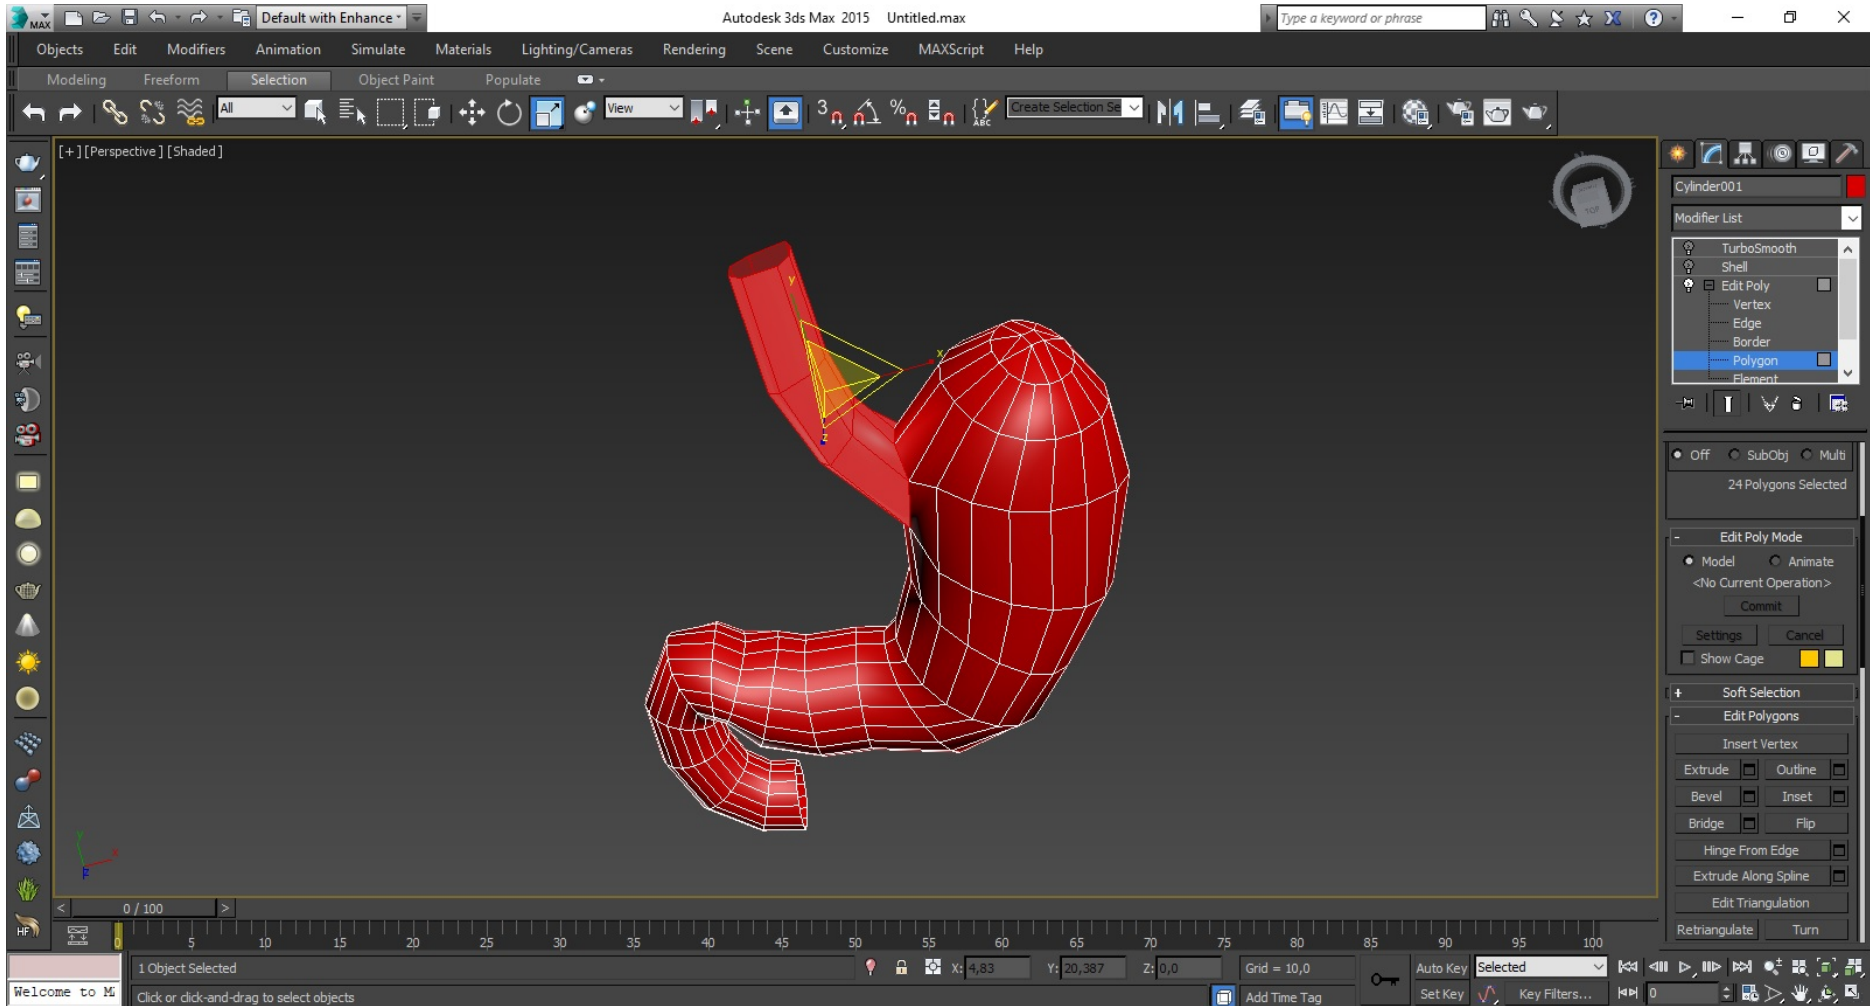 MAX Default with Enhance Autodesk 3ds Max 2015 Untitled.max Type a keyword or phrase
Objects Edit Modifiers Animation Simulate Materials Lighting/Cameras Rendering Scene Customize MAXScript Help
Modeling Freeform Selection Object Paint Populate
All View 3 % ABC Create Selection Se
[+][Perspective][Shaded]
Cylinder001
Modifier List
TurboSmooth
Shell
Edit Poly
Vertex
Edge
Border
Polygon
Element
y
x
z
TOP
Off SubObj Multi
24 Polygons Selected
- Edit Poly Mode
Model Animate
<No Current Operation>
Commit
Settings Cancel
Show Cage
+ Soft Selection
- Edit Polygons
Insert Vertex
Extrude Outline
Bevel Inset
Bridge Flip
Hinge From Edge
Extrude Along Spline
Edit Triangulation
Retriangulate Turn
y
x
z
< 0 / 100 >
HF
0 5 10 15 20 25 30 35 40 45 50 55 60 65 70 75 80 85 90 95 100
1 Object Selected X: 4,83 Y: 20,387 Z: 0,0 Grid = 10,0 Auto Key Selected
Welcome to M Click or click-and-drag to select objects Add Time Tag Set Key Key Filters... 0